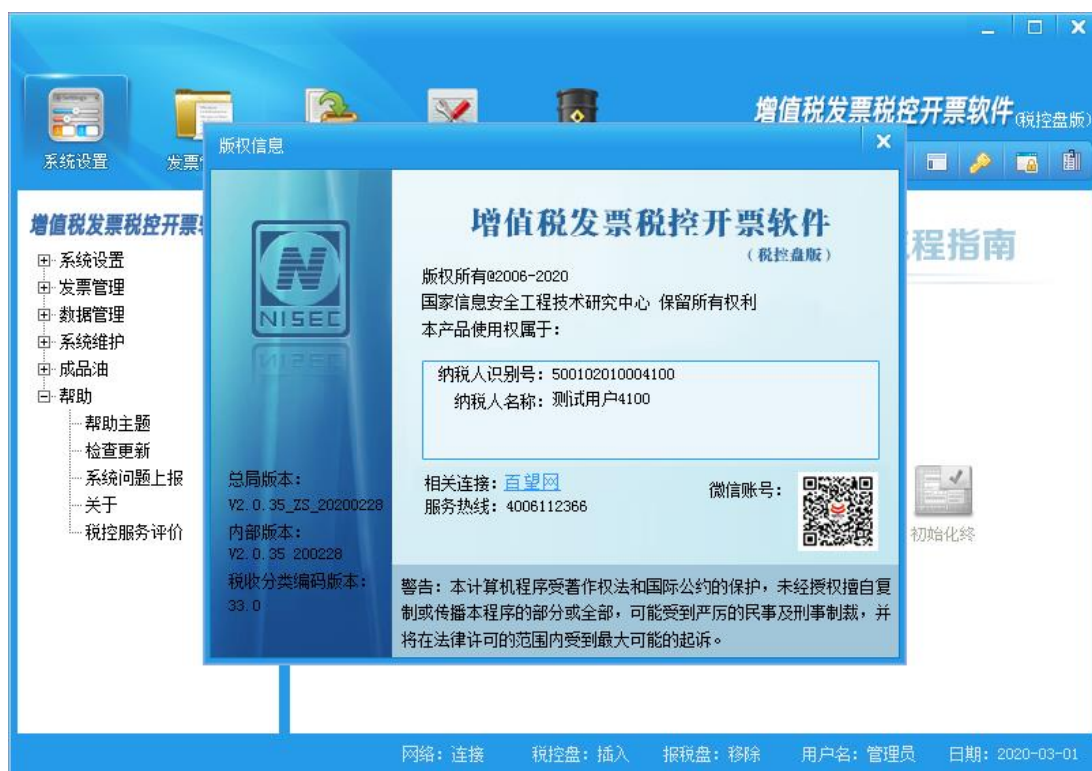 增值税发票税控开票软件(税控盘版)
系统设置
发票
版权信息
增值税发票税控开票
系统设置
发票管理
数据管理
系统维护
成品油
帮助
帮助主题
检查更新
系统问题上报
关于
税控服务评价
程指南
初始化终
NISEC
总局版本：
V2.0.35_ZS_20200228
内部版本：
V2.0.35 200228
税收分类编码版本：
33.0
增值税发票税控开票软件
（税控盘版）
版权所有@2006-2020
国家信息安全工程技术研究中心 保留所有权利
本产品使用权属于：
纳税人识别号：500102010004100
纳税人名称：测试用户4100
相关连接：百望网
服务热线：4006112366
微信账号：
警告：本计算机程序受著作权法和国际公约的保护，未经授权擅自复
制或传播本程序的部分或全部，可能受到严厉的民事及刑事制裁，并
将在法律许可的范围内受到最大可能的起诉。
网络：连接 税控盘：插入 报税盘：移除 用户名：管理员 日期：2020-03-01